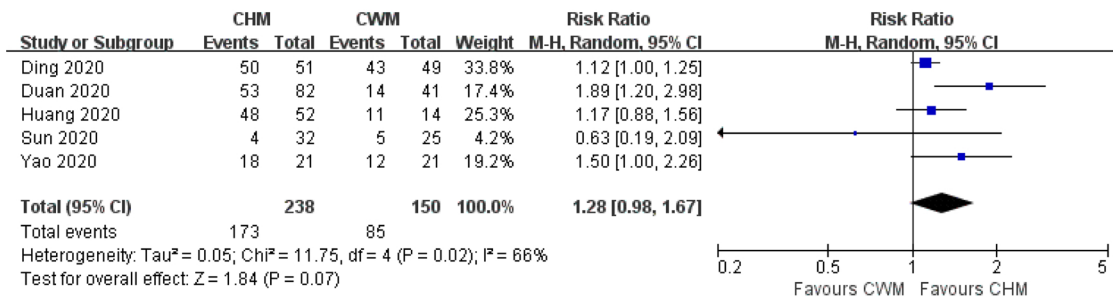 CHM CWM Risk Ratio Risk Ratio
Study or Subgroup Events Total Events Total Weight M-H, Random, 95% CI M-H, Random, 95% CI
Ding 2020 50 51 43 49 33.8% 1.12 [1.00, 1.25]
Duan 2020 53 82 14 41 17.4% 1.89 [1.20, 2.98]
Huang 2020 48 52 11 14 25.3% 1.17 [0.88, 1.56]
Sun 2020 4 32 5 25 4.2% 0.63 [0.19, 2.09]
Yao 2020 18 21 12 21 19.2% 1.50 [1.00, 2.26]
Total (95% CI) 238 150 100.0% 1.28 [0.98, 1.67]
Total events 173 85
Heterogeneity: Tau² = 0.05; Chi² = 11.75, df = 4 (P = 0.02); I² = 66%
Test for overall effect: Z = 1.84 (P = 0.07)
0.2 0.5 1 2 5
Favours CWM Favours CHM